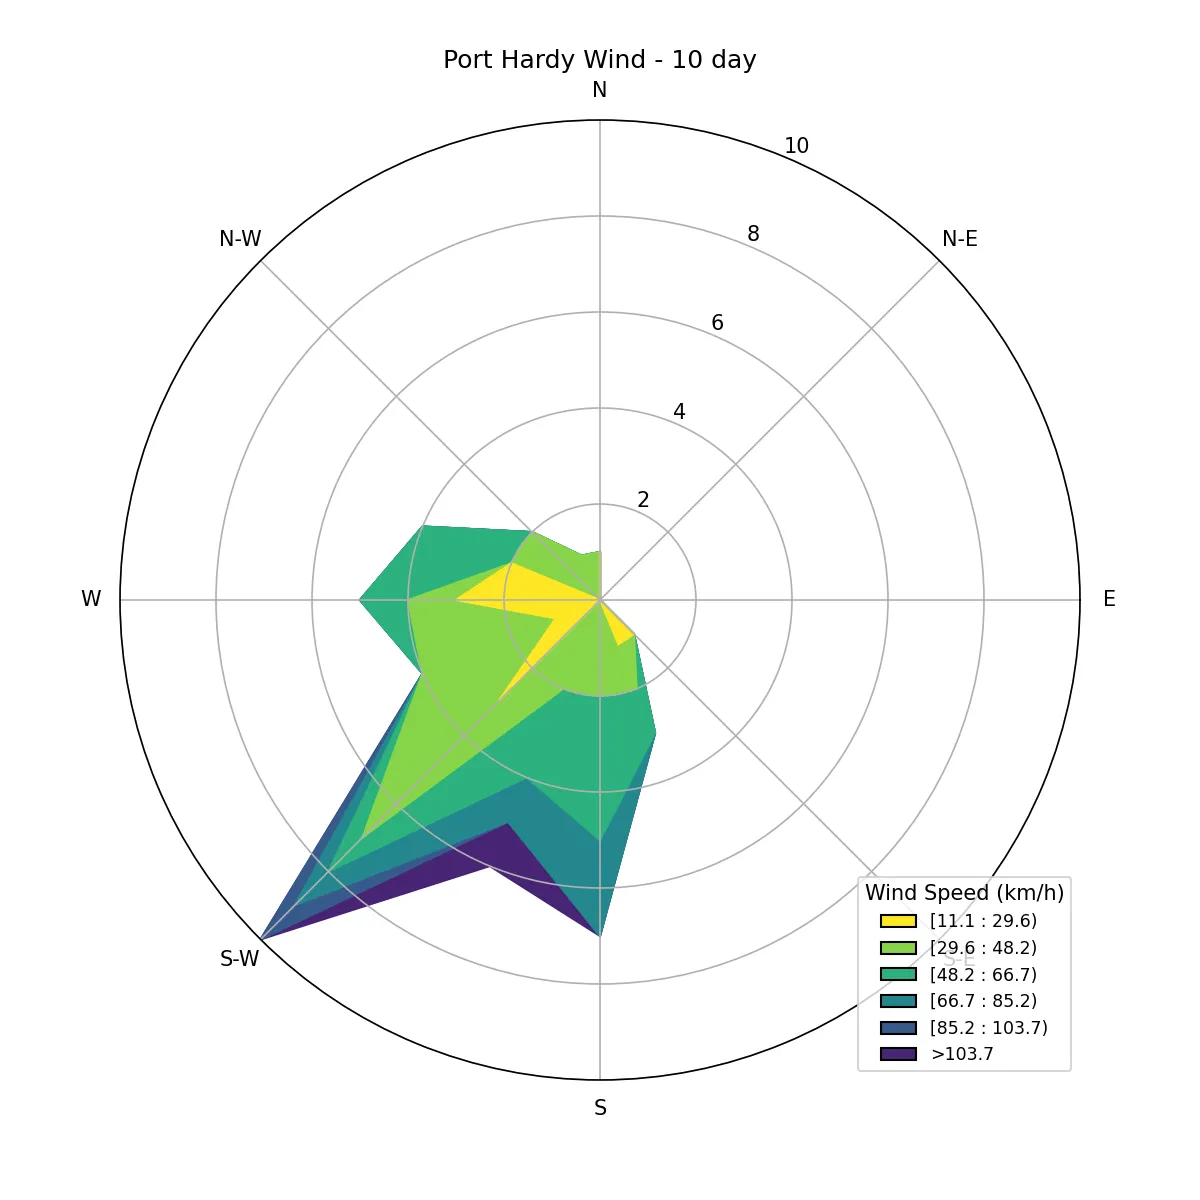 Port Hardy Wind - 10 day
N
10
N-W
N-E
8
6
4
2
W
E
S-W
S-E
S
Wind Speed (km/h)
[11.1 : 29.6)
[29.6 : 48.2)
[48.2 : 66.7)
[66.7 : 85.2)
[85.2 : 103.7)
>103.7